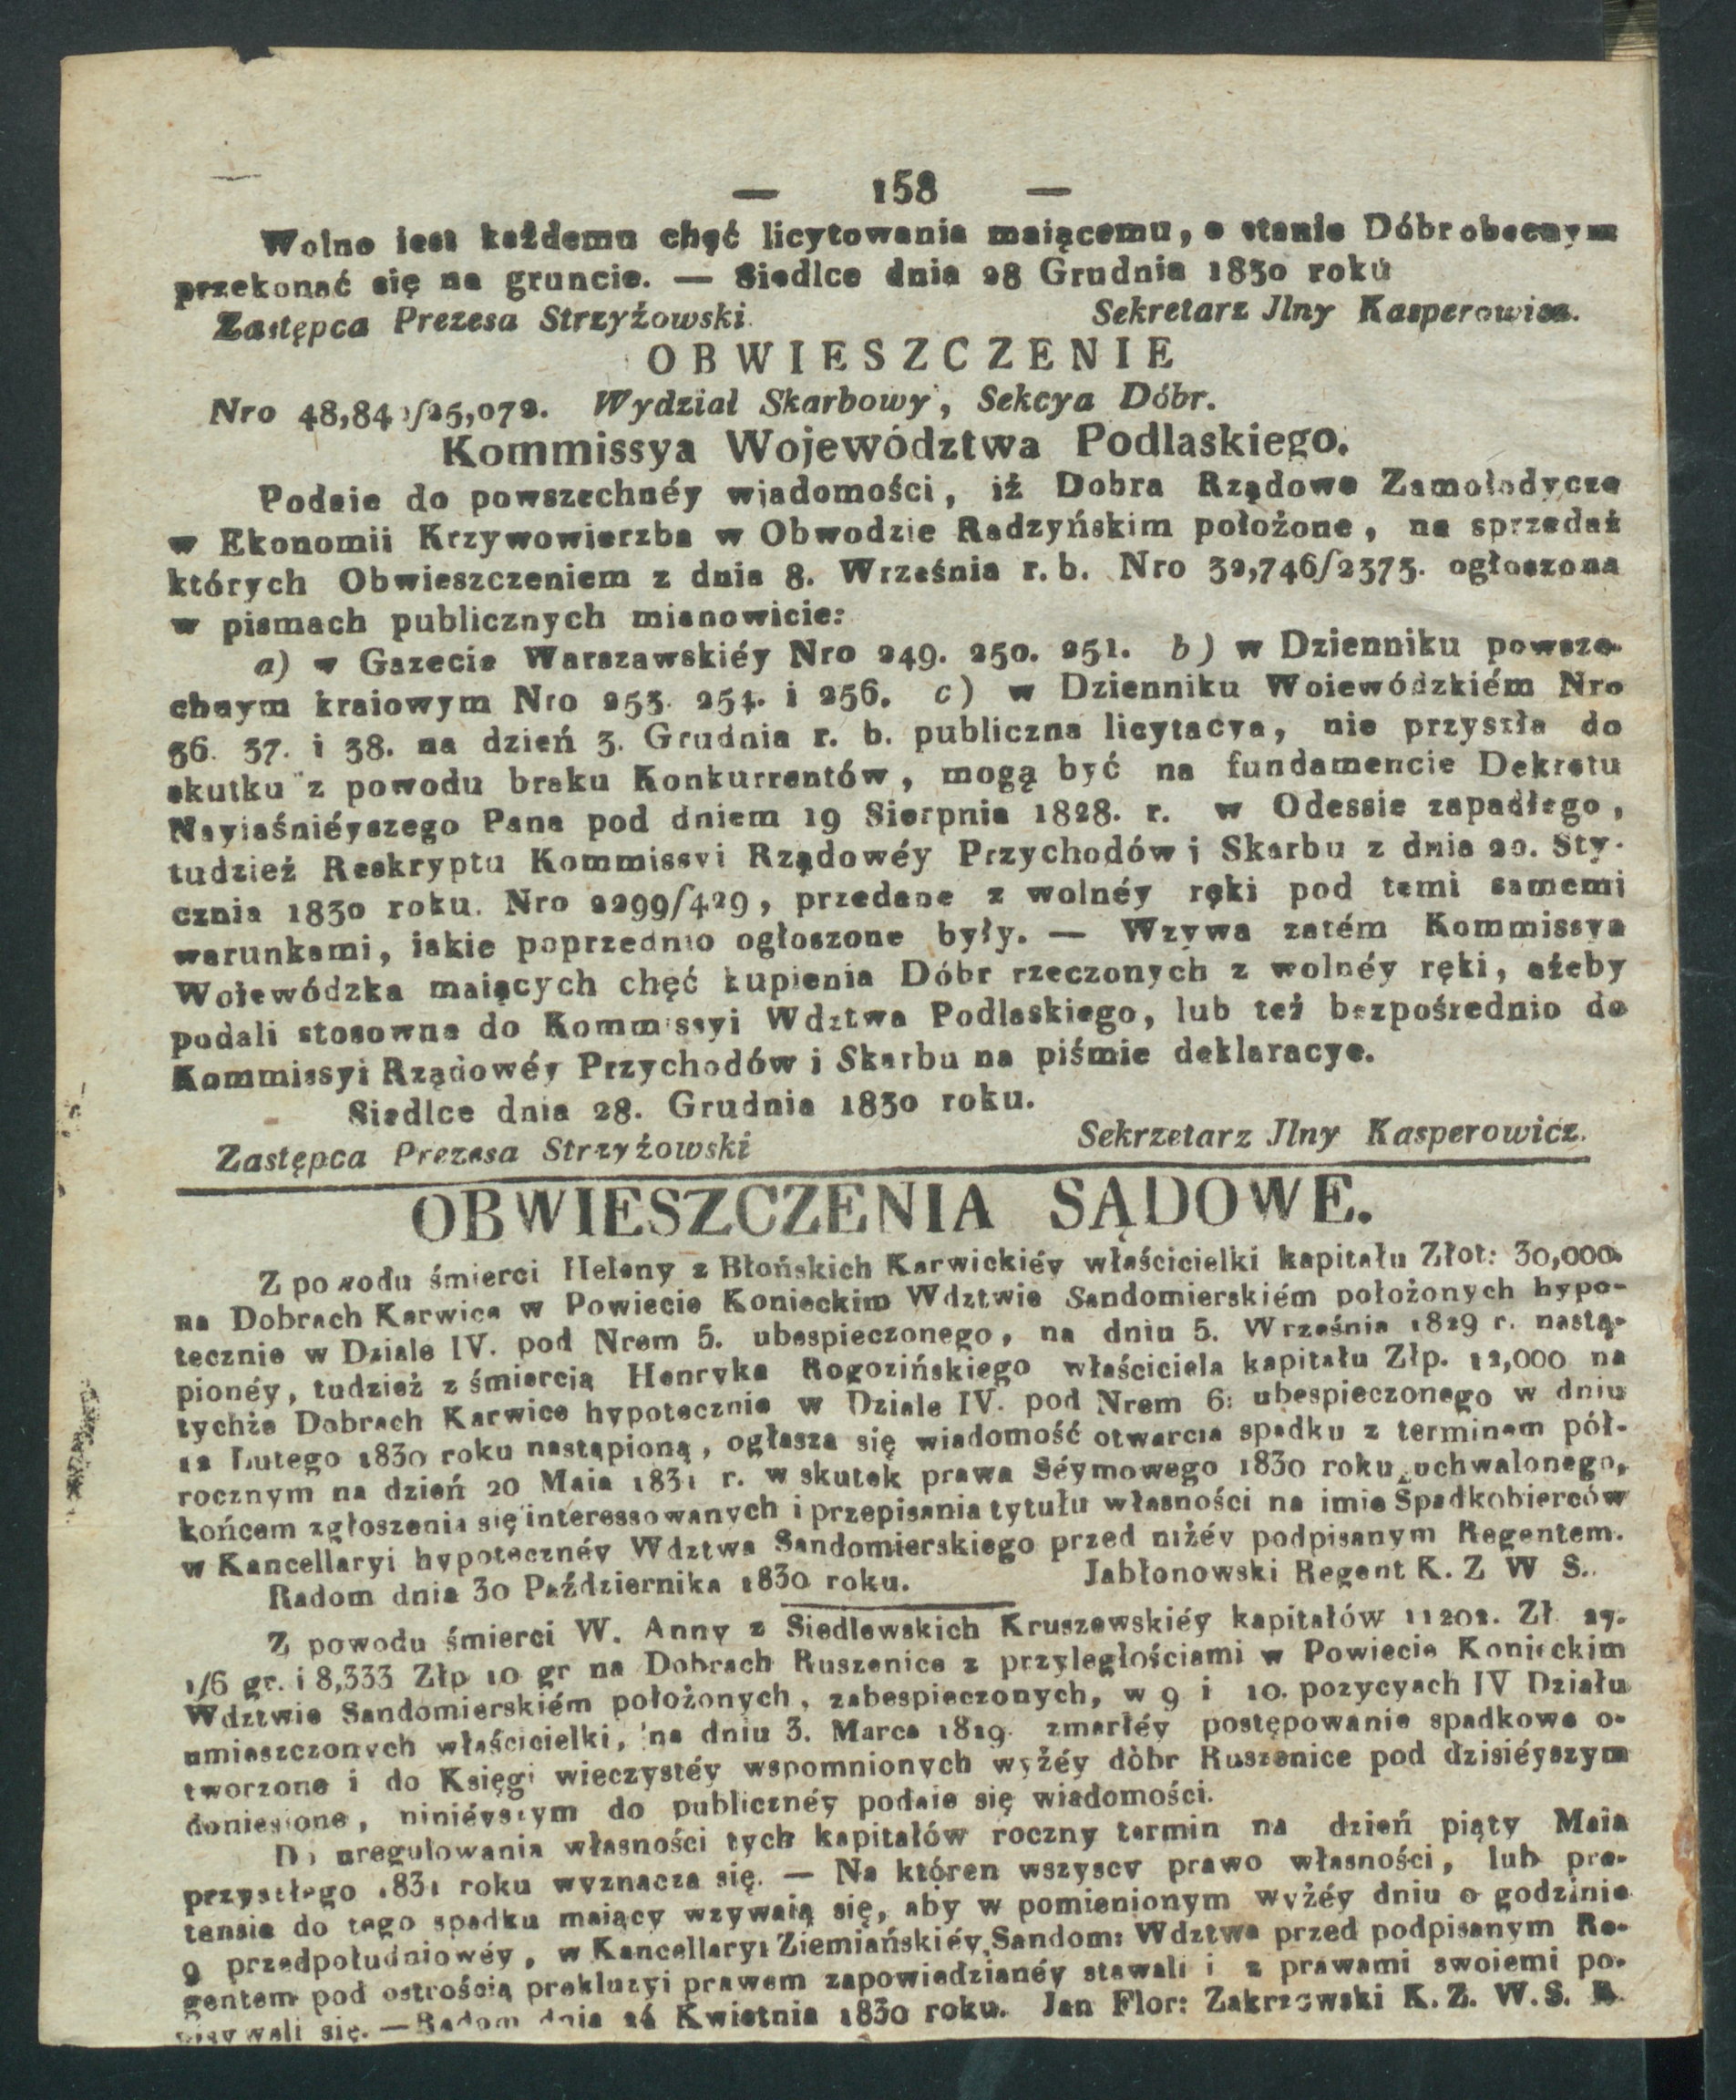 — 158 —
Wolno iest każdemu chęć licytowania maiącemu, o stanie Dóbr obecnym
przekonać się na gruncie. — Siedlce dnia 28 Grudnia 1830 roku
Zastępca Prezesa Strzyżowski. Sekretarz Jlny Kasperowicz.
OBWIESZCZENIE
Nro 48,840/25,072. Wydział Skarbowy, Sekcya Dóbr.
Kommissya Województwa Podlaskiego.
Podaie do powszechnéy wiadomości, iż Dobra Rządowe Zamołodycze
w Ekonomii Krzywowierzba w Obwodzie Radzyńskim położone, na sprzedaż
których Obwieszczeniem z dnia 8. Września r. b. Nro 32,746/2373. ogłoszona
w pismach publicznych mianowicie:
a) w Gazecie Warszawskiéy Nro 249. 250. 251. b) w Dzienniku powsze-
chnym kraiowym Nro 253. 254. i 256. c) w Dzienniku Woiewódzkiém Nro
36. 37. i 38. na dzień 3. Grudnia r. b. publiczna licytacya, nie przyszła do
skutku z powodu braku Konkurrentów, mogą być na fundamencie Dekretu
Nayiaśniéyszego Pana pod dniem 19 Sierpnia 1828. r. w Odessie zapadłego,
tudzież Reskryptu Kommissyi Rządowéy Przychodów i Skarbu z dnia 20. Sty-
cznia 1830 roku. Nro 2299/429, przedane z wolnéy ręki pod temi samemi
warunkami, iakie poprzednio ogłoszone były. — Wzywa zatém Kommissya
Woiewódzka maiących chęć kupienia Dóbr rzeczonych z wolnéy ręki, ażeby
podali stosowne do Kommissyi Wdztwa Podlaskiego, lub też bezpośrednio do
Kommissyi Rządowéy Przychodów i Skarbu na piśmie deklaracye.
Siedlce dnia 28. Grudnia 1830 roku.
Zastępca Prezesa Strzyżowski Sekrzetarz Jlny Kasperowicz.
OBWIESZCZENIA SĄDOWE.
Z powodu śmierci Heleny z Błońskich Karwickiéy właścicielki kapitału Złot: 30,000.
na Dobrach Karwice w Powiecie Konieckim Wdztwie Sandomierskiém położonych hypo-
tecznie w Dziale IV. pod Nrem 5. ubespieczonego, na dniu 5. Września 1829 r. nastą-
pionéy, tudzież z śmiercią Henryka Rogozińskiego właściciela kapitału Złp. 12,000 na
tychże Dobrach Karwice hypotecznie w Dziale IV. pod Nrem 6: ubespieczonego w dniu
12 Lutego 1830 roku nastąpioną, ogłasza się wiadomość otwarcia spadku z terminem pół-
rocznym na dzień 20 Maia 1831 r. w skutek prawa Séymowego 1830 roku uchwalonego,
końcem zgłoszenia się interessowanych i przepisania tytułu własności na imie Spadkobierców
w Kancellaryi hypotecznéy Wdztwa Sandomierskiego przed niżéy podpisanym Regentem.
Radom dnia 30 Października 1830 roku. Jabłonowski Regent K. Z W S.
Z powodu śmierci W. Anny z Siedlewskich Kruszewskiéy kapitałów 11202. Zł. 27.
1/6 gr. i 8,333 Złp 10 gr na Dobrach Ruszenice z przyległościami w Powiecie Konieckim
Wdztwie Sandomierskiém położonych, zabespieczonych, w 9 i 10. pozycyach IV Działu
umieszczonych właścicielki, na dniu 3. Marca 1829. zmarłéy postępowanie spadkowe o-
tworzone i do Księgi wieczystéy wspomnionych wyżéy dòbr Ruszenice pod dzisiéyszym
doniesione, niniéyszym do publicznéy podaie się wiadomości.
Do uregulowania własności tych kapitałów roczny termin na dzień piąty Maia
przyszłego 1831 roku wyznacza się. — Na któren wszyscy prawo własności, lub pre-
tensie do tego spadku maiący wzywaią się, aby w pomienionym wyżéy dniu o godzinie
9 przedpołudniowéy, w Kancellaryi Ziemiańskiéy Sandom: Wdztwa przed podpisanym Re-
gentem pod ostrością prekluzyi prawem zapowiedzianéy stawali i z prawami swoiemi po-
pisywali się. — Radom dnia 24 Kwietnia 1830 roku. Jan Flor: Zakrzewski K. Z. W. S. R.